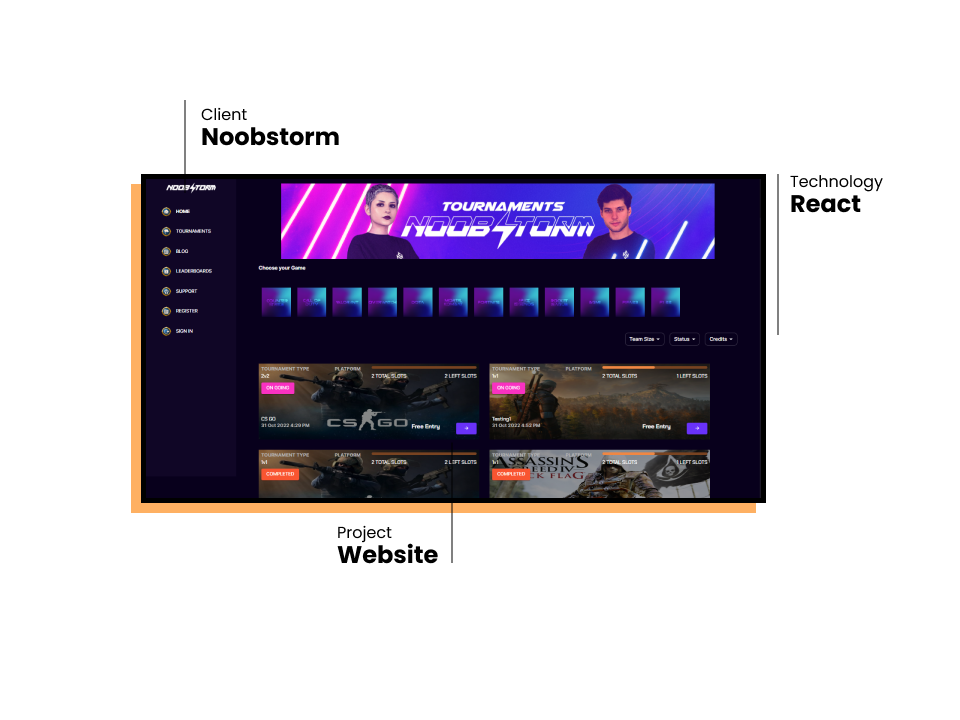 Client
Noobstorm
Technology
React
NOOBSTORM
HOME
TOURNAMENTS
BLOG
LEADERBOARDS
SUPPORT
REGISTER
SIGN IN
TOURNAMENTS
NOOBSTORM
Choose your Game
Team Size
Status
Credits
TOURNAMENT TYPE PLATFORM
2v2 2 TOTAL SLOTS 2 LEFT SLOTS
ON GOING
CS GO
31 Oct 2022 4:29 PM
CS GO
Free Entry
TOURNAMENT TYPE PLATFORM
1v1 2 TOTAL SLOTS 1 LEFT SLOTS
ON GOING
Testing1
31 Oct 2022 4:52 PM
Free Entry
TOURNAMENT TYPE PLATFORM
1v1 2 TOTAL SLOTS 2 LEFT SLOTS
COMPLETED
TOURNAMENT TYPE PLATFORM
1v1 2 TOTAL SLOTS 1 LEFT SLOTS
COMPLETED
ASSASSIN'S
CREED IV
BLACK FLAG
Project
Website